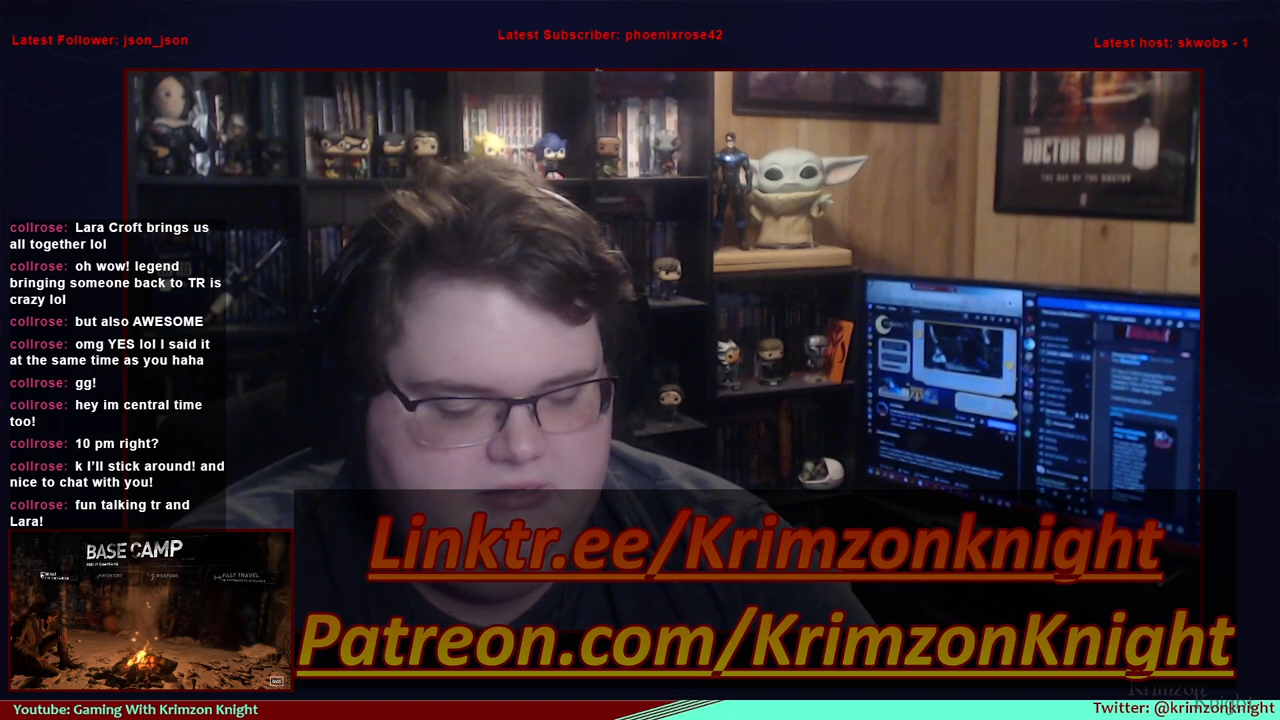 Latest Follower: json_json
Latest Subscriber: phoenixrose42
Latest host: skwobs - 1
DOCTOR WHO
THE DAY OF THE DOCTOR
collrose: Lara Croft brings us
all together lol
collrose: oh wow! legend
bringing someone back to TR is
crazy lol
collrose: but also AWESOME
collrose: omg YES lol I said it
at the same time as you haha
collrose: gg!
collrose: hey im central time
too!
collrose: 10 pm right?
collrose: k I'll stick around! and
nice to chat with you!
collrose: fun talking tr and
Lara!
BASE CAMP
INVENTORY
WEAPONS
FAST TRAVEL
Linktr.ee/Krimzonknight
Patreon.com/KrimzonKnight
Krimzon
Knight
Youtube: Gaming With Krimzon Knight
Twitter: @krimzonknight